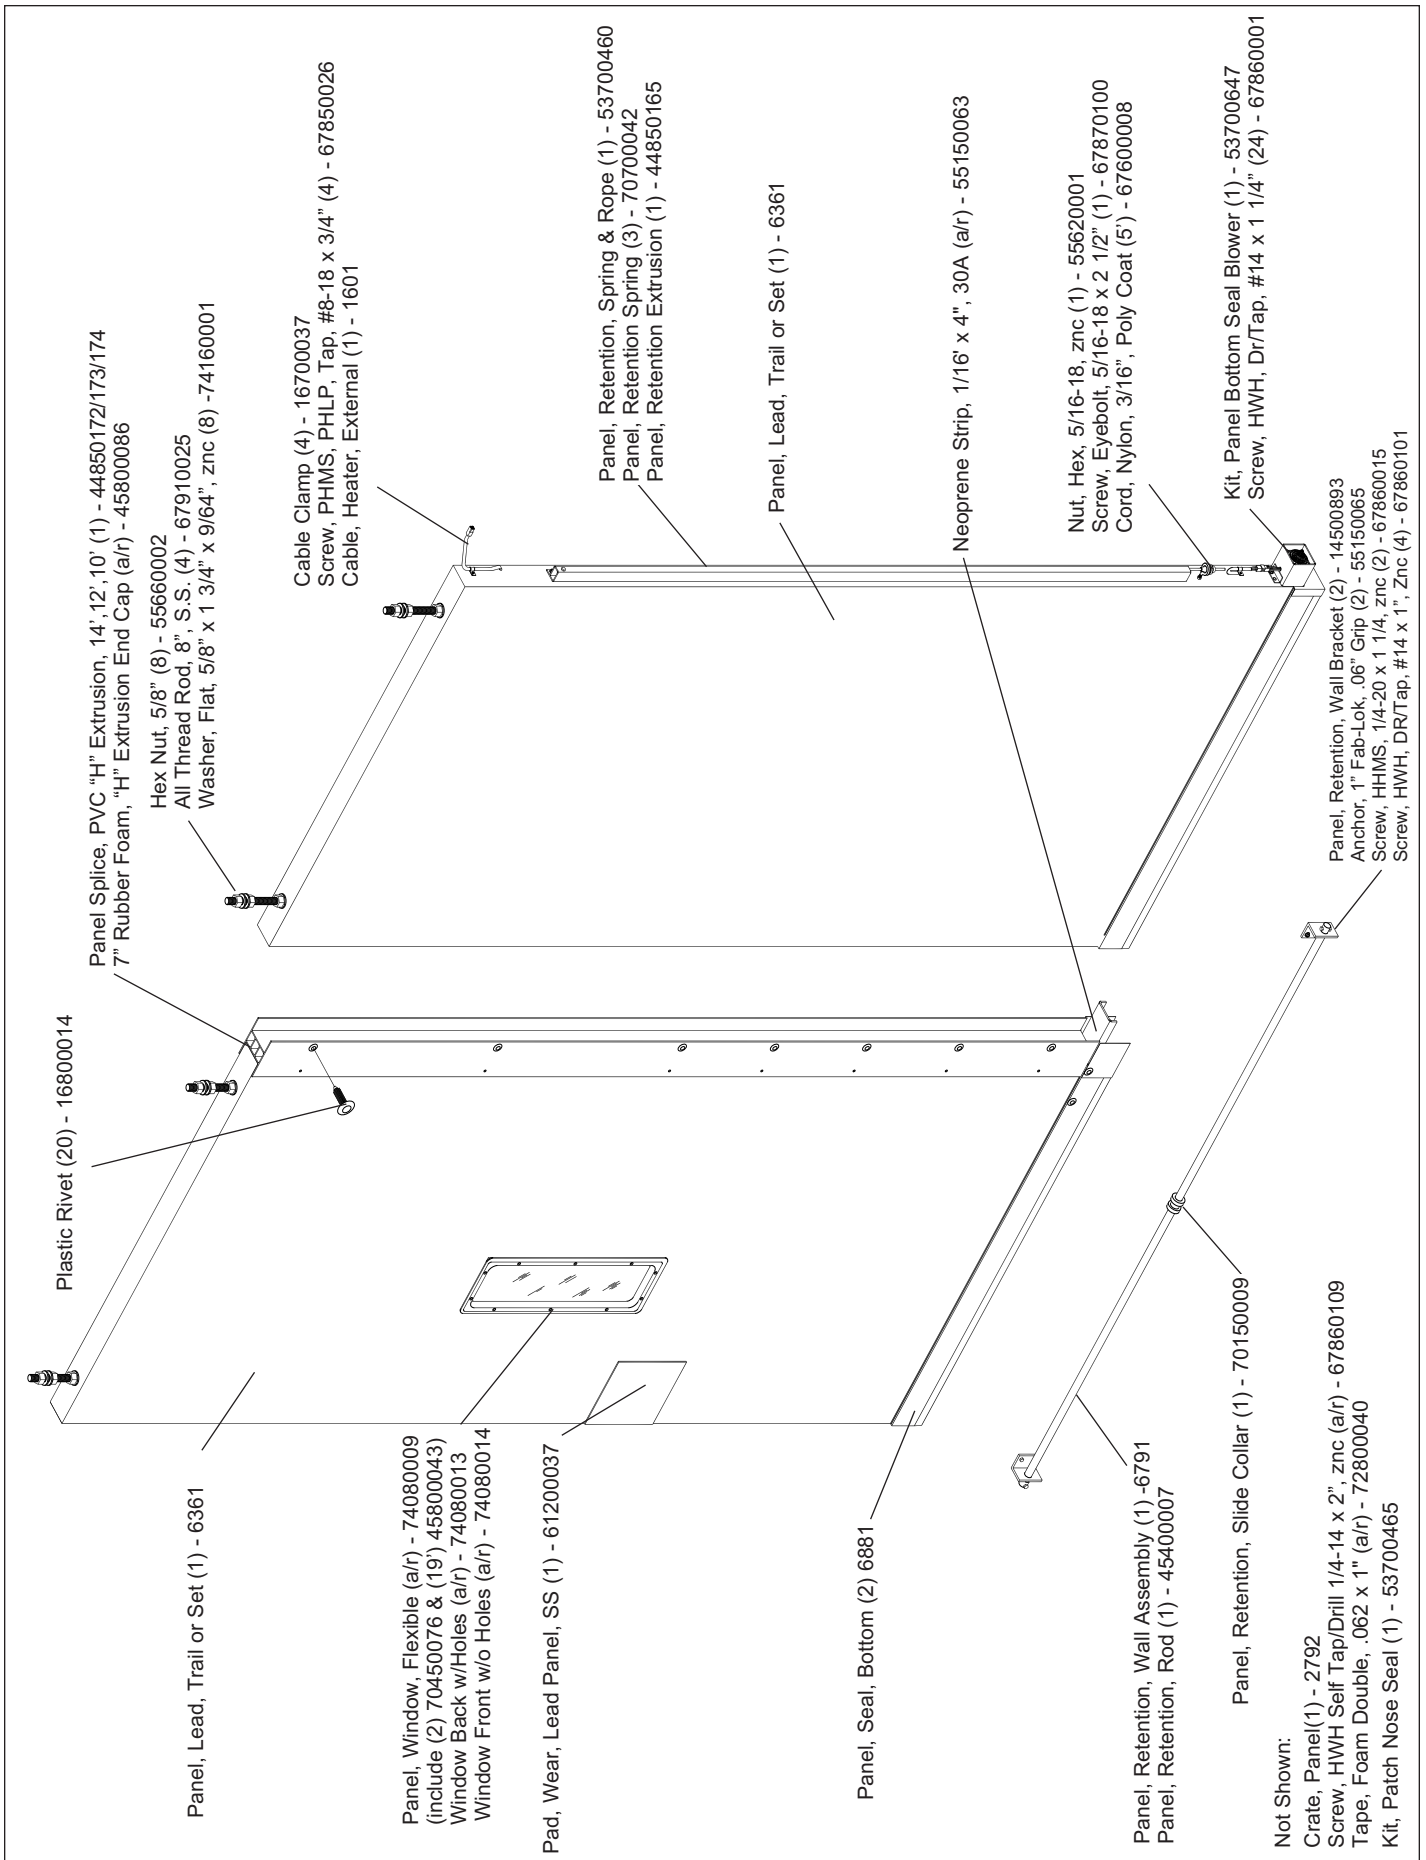 Plastic Rivet (20) - 16800014
Panel Splice, PVC “H” Extrusion, 14’,12’,10’ (1) - 44850172/173/174
7” Rubber Foam, “H” Extrusion End Cap (a/r) - 45800086
Hex Nut, 5/8” (8) - 55660002
All Thread Rod, 8”, S.S. (4) - 67910025
Washer, Flat, 5/8” x 1 3/4” x 9/64”, znc (8) -74160001
Cable Clamp (4) - 16700037
Screw, PHMS, PHLP, Tap, #8-18 x 3/4” (4) - 67850026
Cable, Heater, External (1) - 1601
Panel, Lead, Trail or Set (1) - 6361
Panel, Window, Flexible (a/r) - 74080009
(include (2) 70450076 & (19’) 45800043)
Window Back w/Holes (a/r) - 74080013
Window Front w/o Holes (a/r) - 74080014
Pad, Wear, Lead Panel, SS (1) - 61200037
Panel, Retention, Spring & Rope (1) - 53700460
Panel, Retention Spring (3) - 70700042
Panel, Retention Extrusion (1) - 44850165
Panel, Lead, Trail or Set (1) - 6361
Neoprene Strip, 1/16' x 4", 30A (a/r) - 55150063
Panel, Seal, Bottom (2) 6881
Nut, Hex, 5/16-18, znc (1) - 55620001
Screw, Eyebolt, 5/16-18 x 2 1/2” (1) - 67870100
Cord, Nylon, 3/16”, Poly Coat (5’) - 67600008
Kit, Panel Bottom Seal Blower (1) - 53700647
Screw, HWH, Dr/Tap, #14 x 1 1/4” (24) - 67860001
Panel, Retention, Wall Assembly (1) -6791
Panel, Retention, Rod (1) - 45400007
Panel, Retention, Slide Collar (1) - 70150009
Panel, Retention, Wall Bracket (2) - 14500893
Anchor, 1” Fab-Lok, .06” Grip (2) - 55150065
Screw, HHMS, 1/4-20 x 1 1/4, znc (2) - 67860015
Screw, HWH, DR/Tap, #14 x 1”, Znc (4) - 67860101
Not Shown:
Crate, Panel(1) - 2792
Screw, HWH Self Tap/Drill 1/4-14 x 2”, znc (a/r) - 67860109
Tape, Foam Double, .062 x 1" (a/r) - 72800040
Kit, Patch Nose Seal (1) - 53700465